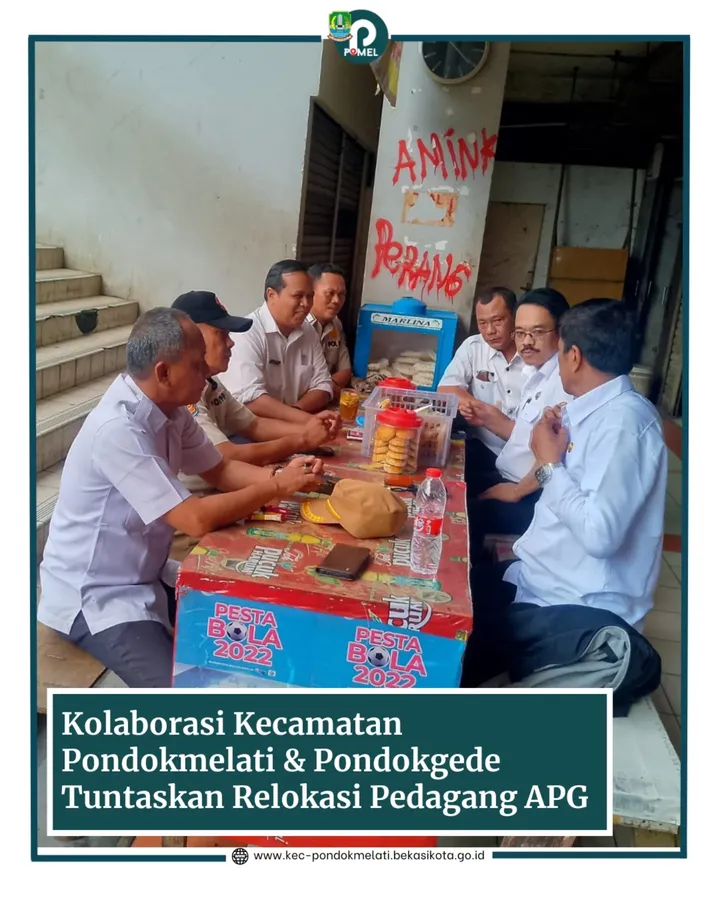 POMEL
AMINK
PERANG
MARLINA
POL
PESTA
BOLA
2022
PESTA
BOLA
2022
Kolaborasi Kecamatan
Pondokmelati & Pondokgede
Tuntaskan Relokasi Pedagang APG
www.kec-pondokmelati.bekasikota.go.id